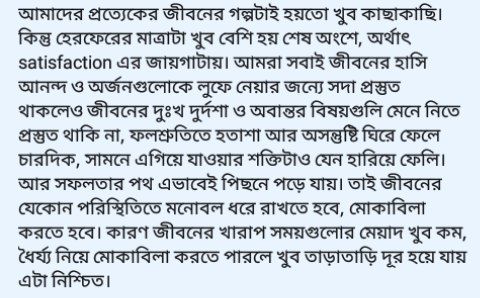 আমাদের প্রত্যেকের জীবনের গল্পটাই হয়তো খুব কাছাকাছি।
কিন্তু হেরফেরের মাত্রাটা খুব বেশি হয় শেষ অংশে, অর্থাৎ
satisfaction এর জায়গাটায়। আমরা সবাই জীবনের হাসি
আনন্দ ও অর্জনগুলোকে লুফে নেয়ার জন্যে সদা প্রস্তুত
থাকলেও জীবনের দুঃখ দুর্দশা ও অবান্তর বিষয়গুলি মেনে নিতে
প্রস্তুত থাকি না, ফলশ্রুতিতে হতাশা আর অসন্তুষ্টি ঘিরে ফেলে
চারদিক, সামনে এগিয়ে যাওয়ার শক্তিটাও যেন হারিয়ে ফেলি।
আর সফলতার পথ এভাবেই পিছনে পড়ে যায়। তাই জীবনের
যেকোন পরিস্থিতিতে মনোবল ধরে রাখতে হবে, মোকাবিলা
করতে হবে। কারণ জীবনের খারাপ সময়গুলোর মেয়াদ খুব কম,
ধৈর্য্য নিয়ে মোকাবিলা করতে পারলে খুব তাড়াতাড়ি দূর হয়ে যায়
এটা নিশ্চিত।